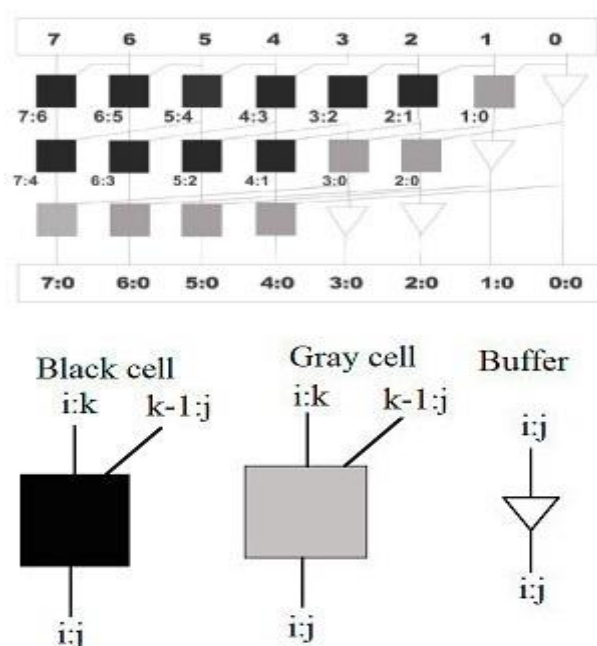 7 6 5 4 3 2 1 0
7:6 6:5 5:4 4:3 3:2 2:1 1:0
7:4 6:3 5:2 4:1 3:0 2:0
7:0 6:0 5:0 4:0 3:0 2:0 1:0 0:0
Black cell Gray cell Buffer
i:k k-1:j i:k k-1:j i:j
i:j i:j i:j